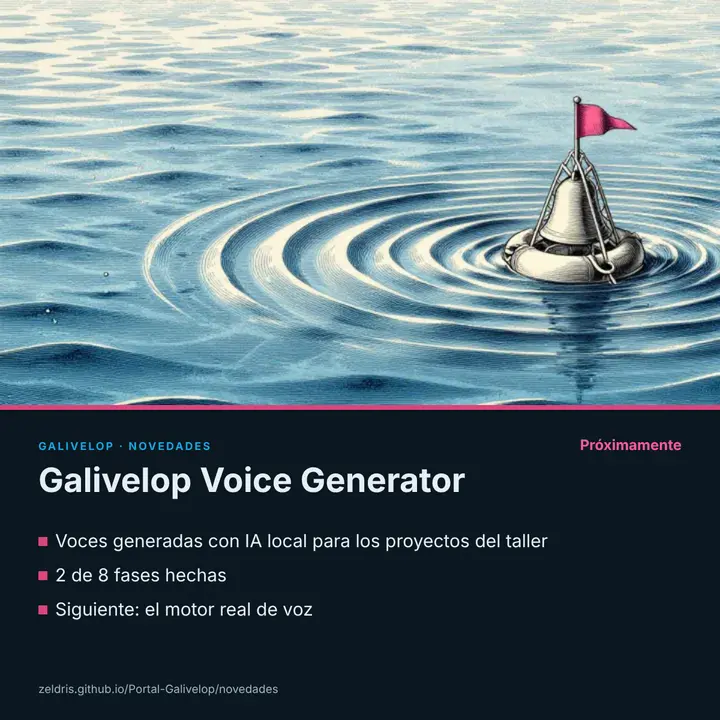 GALIVELOP · NOVEDADES
Próximamente
Galivelop Voice Generator
Voces generadas con IA local para los proyectos del taller
2 de 8 fases hechas
Siguiente: el motor real de voz
zeldris.github.io/Portal-Galivelop/novedades